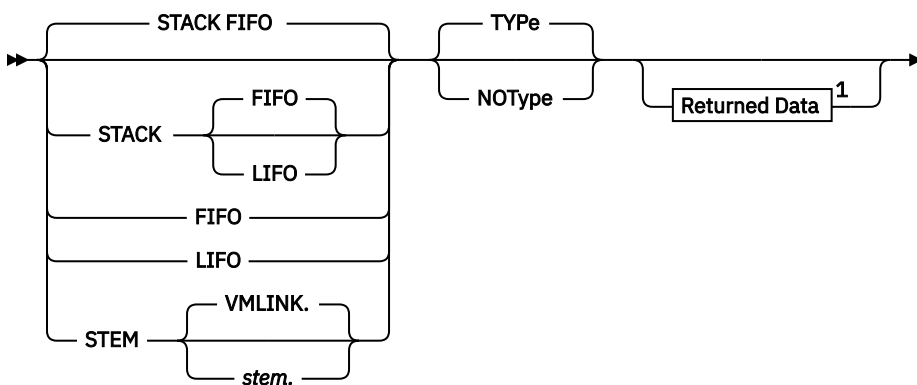 STACK FIFO TYPe
NOType
Returned Data 1
FIFO
STACK
LIFO
FIFO
LIFO
VMLINK.
STEM
stem.